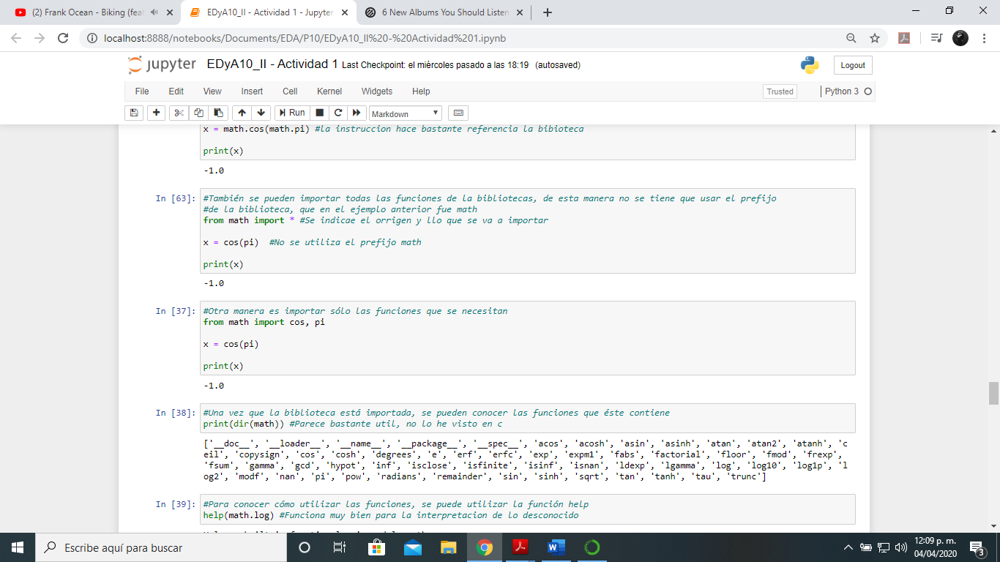 (2) Frank Ocean - Biking (feat
EDyA10_II - Actividad 1 - Jupyter
6 New Albums You Should Listen
localhost:8888/notebooks/Documents/EDA/P10/EDyA10_II%20-%20Actividad%201.ipynb
jupyter EDyA10_II - Actividad 1 Last Checkpoint: el miércoles pasado a las 18:19 (autosaved)
Logout
File Edit View Insert Cell Kernel Widgets Help
Trusted
Python 3
Run
Markdown
x = math.cos(math.pi) #la instruccion hace bastante referencia la bibioteca
print(x)
-1.0
In [63]: #También se pueden importar todas las funciones de la bibliotecas, de esta manera no se tiene que usar el prefijo
#de la biblioteca, que en el ejemplo anterior fue math
from math import * #Se indicae el orrigen y llo que se va a importar
x = cos(pi)  #No se utiliza el prefijo math
print(x)
-1.0
In [37]: #Otra manera es importar sólo las funciones que se necesitan
from math import cos, pi
x = cos(pi)
print(x)
-1.0
In [38]: #Una vez que la biblioteca está importada, se pueden conocer las funciones que éste contiene
print(dir(math)) #Parece bastante util, no lo he visto en c
['__doc__', '__loader__', '__name__', '__package__', '__spec__', 'acos', 'acosh', 'asin', 'asinh', 'atan', 'atan2', 'atanh', 'c
eil', 'copysign', 'cos', 'cosh', 'degrees', 'e', 'erf', 'erfc', 'exp', 'expm1', 'fabs', 'factorial', 'floor', 'fmod', 'frexp',
'fsum', 'gamma', 'gcd', 'hypot', 'inf', 'isclose', 'isfinite', 'isinf', 'isnan', 'ldexp', 'lgamma', 'log', 'log10', 'log1p', 'l
og2', 'modf', 'nan', 'pi', 'pow', 'radians', 'remainder', 'sin', 'sinh', 'sqrt', 'tan', 'tanh', 'tau', 'trunc']
In [39]: #Para conocer cómo utilizar las funciones, se puede utilizar la función help
help(math.log) #Funciona muy bien para la interpretacion de lo desconocido
Escribe aquí para buscar
12:09 p. m.
04/04/2020
3